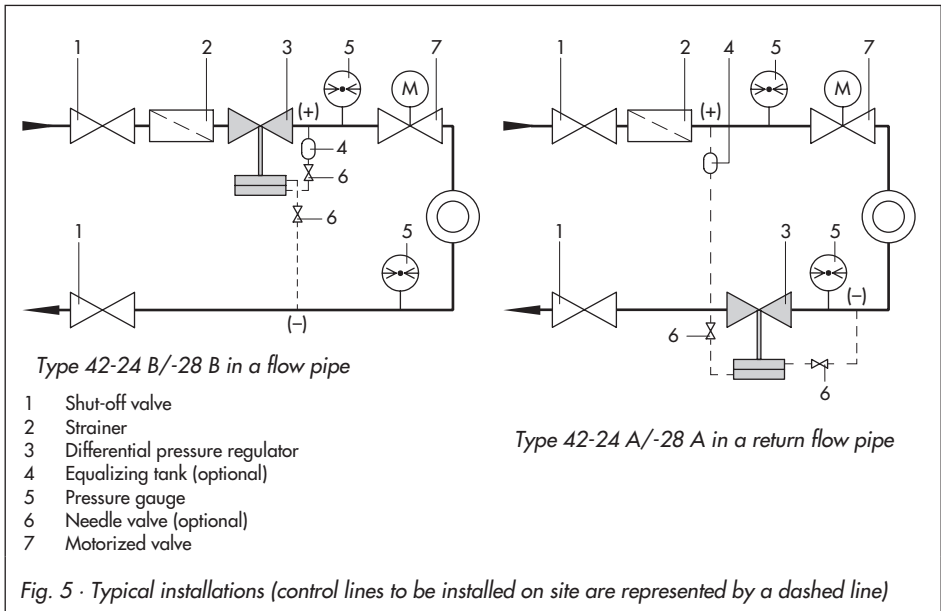 1 2 3 5 7
M
(+)
4
6
6
1 5
(–)
Type 42-24 B/-28 B in a flow pipe
1 Shut-off valve
2 Strainer
3 Differential pressure regulator
4 Equalizing tank (optional)
5 Pressure gauge
6 Needle valve (optional)
7 Motorized valve
1 2 4 5 7
M
(+)
1 3 5
(–)
6
6
Type 42-24 A/-28 A in a return flow pipe
Fig. 5 · Typical installations (control lines to be installed on site are represented by a dashed line)